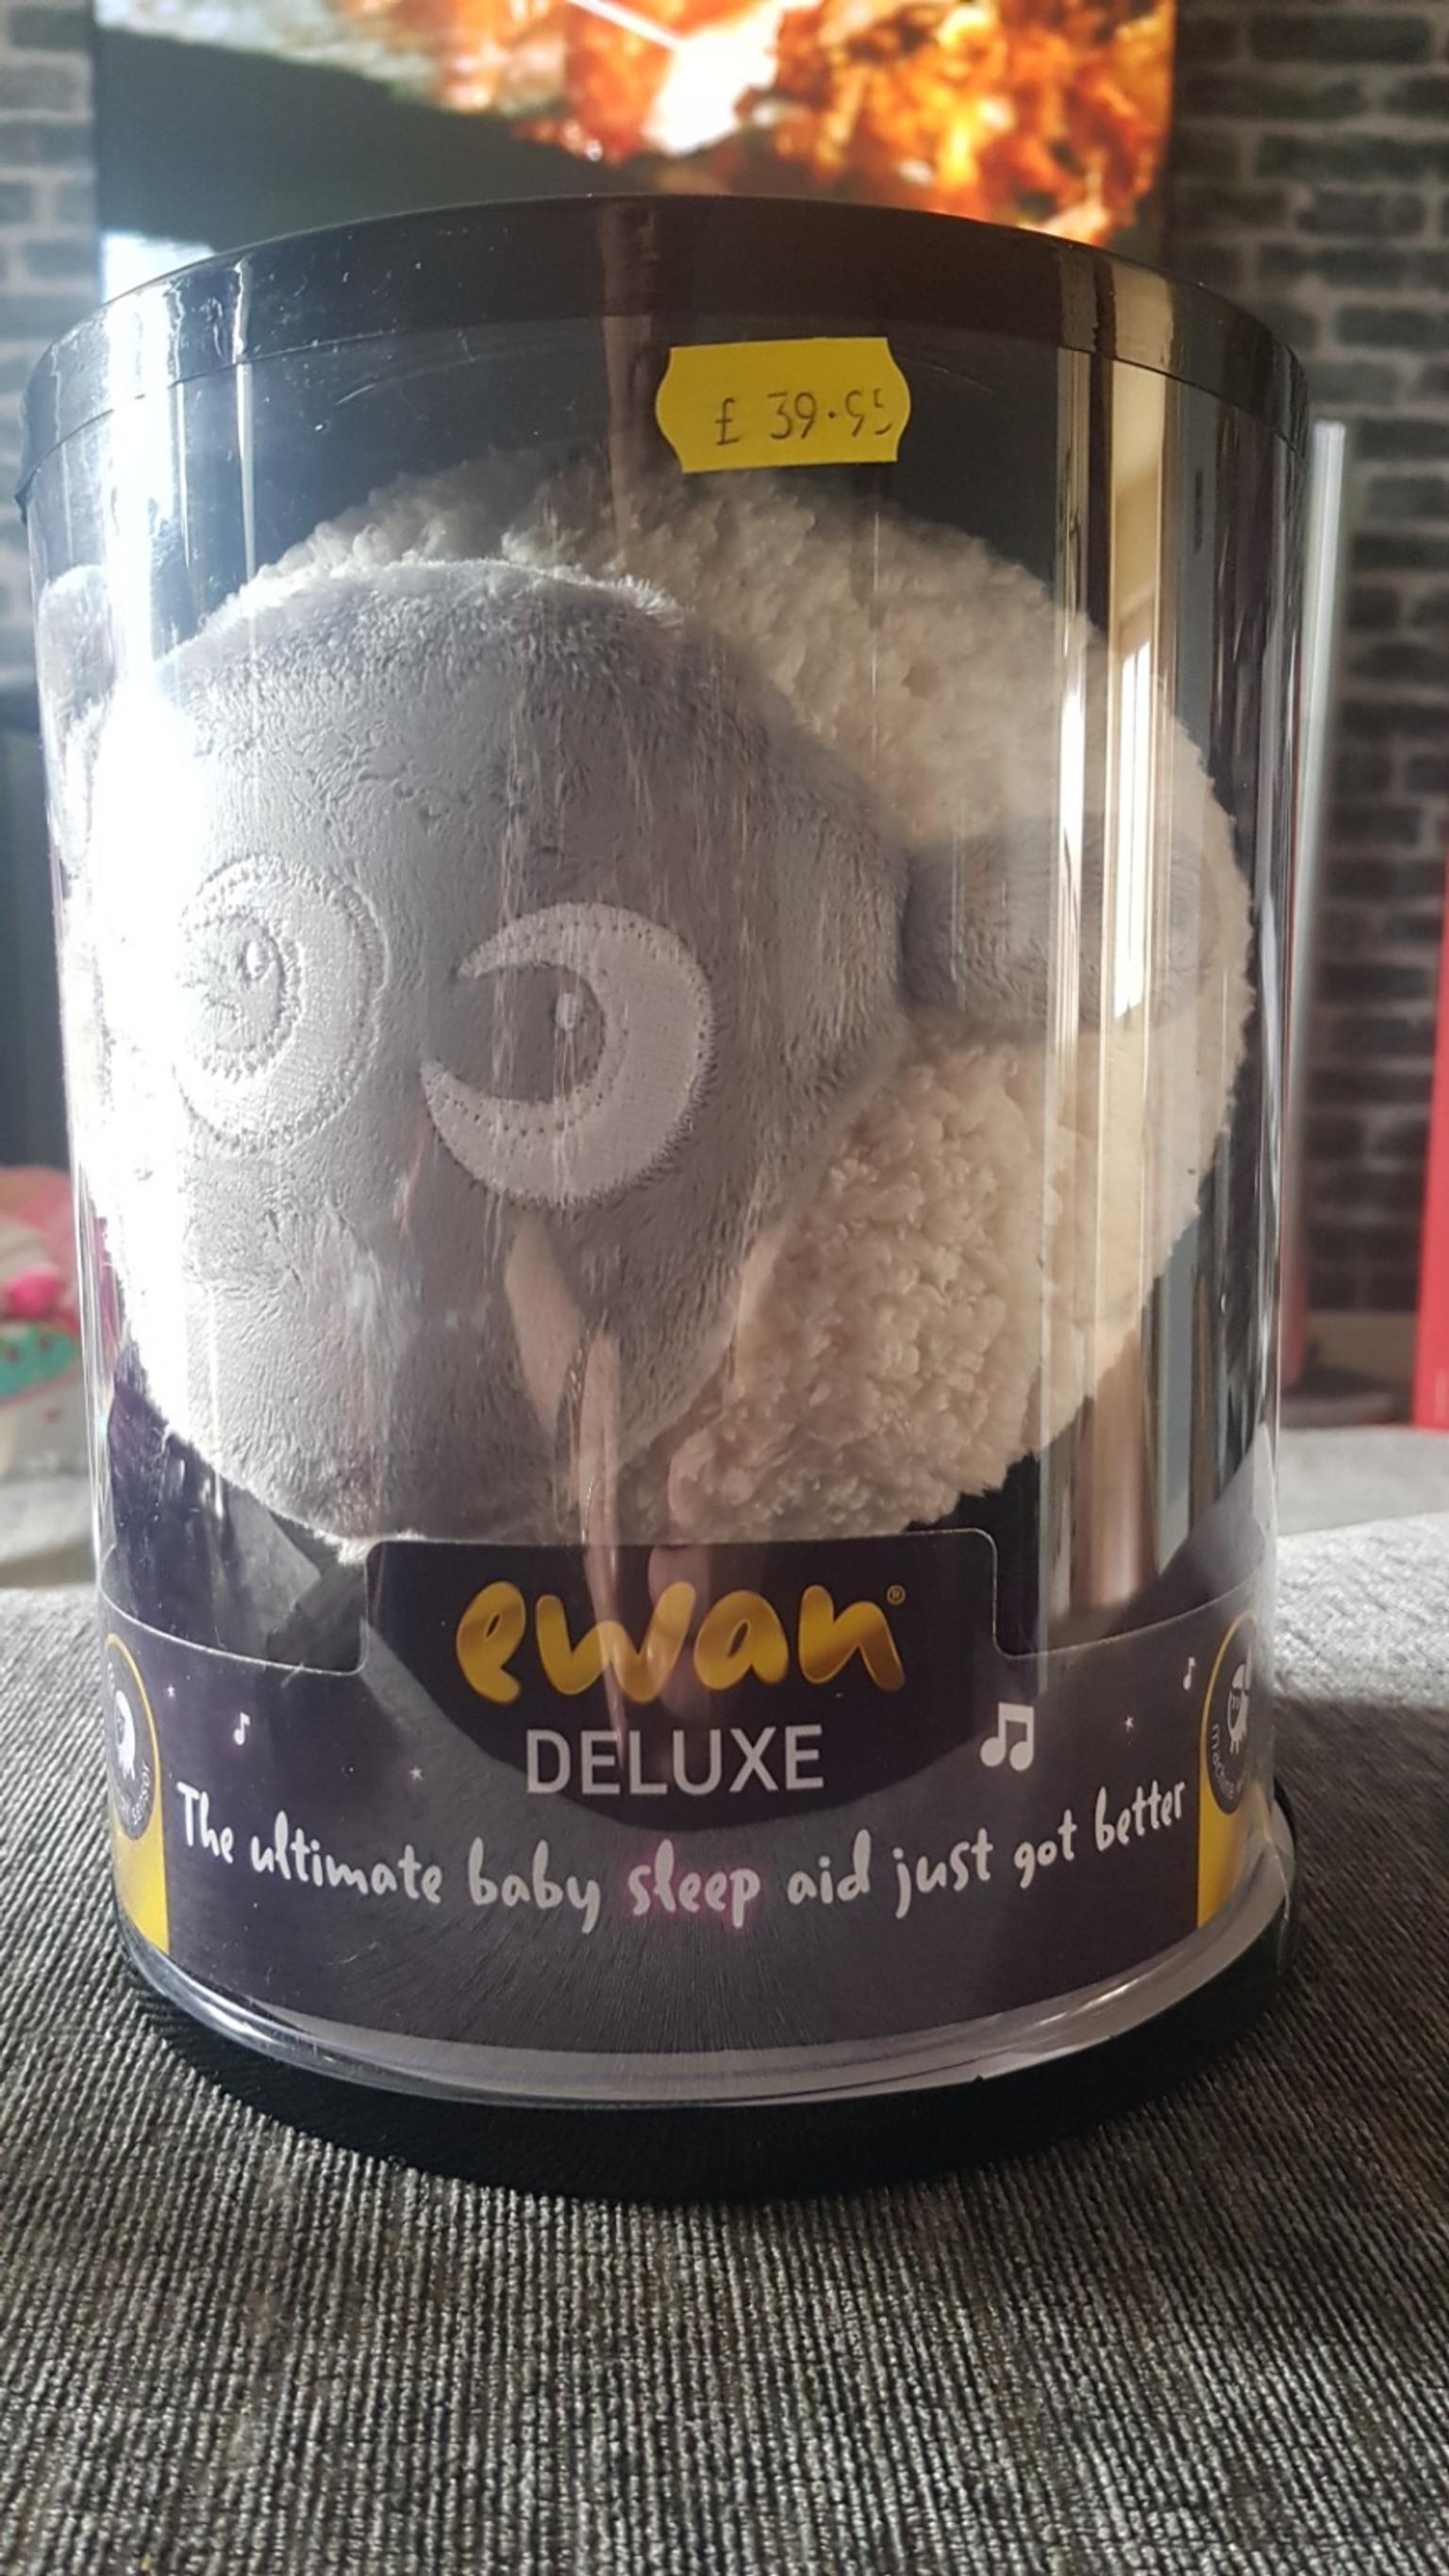 £ 39.95
ewan®
DELUXE
The ultimate baby sleep aid just got better